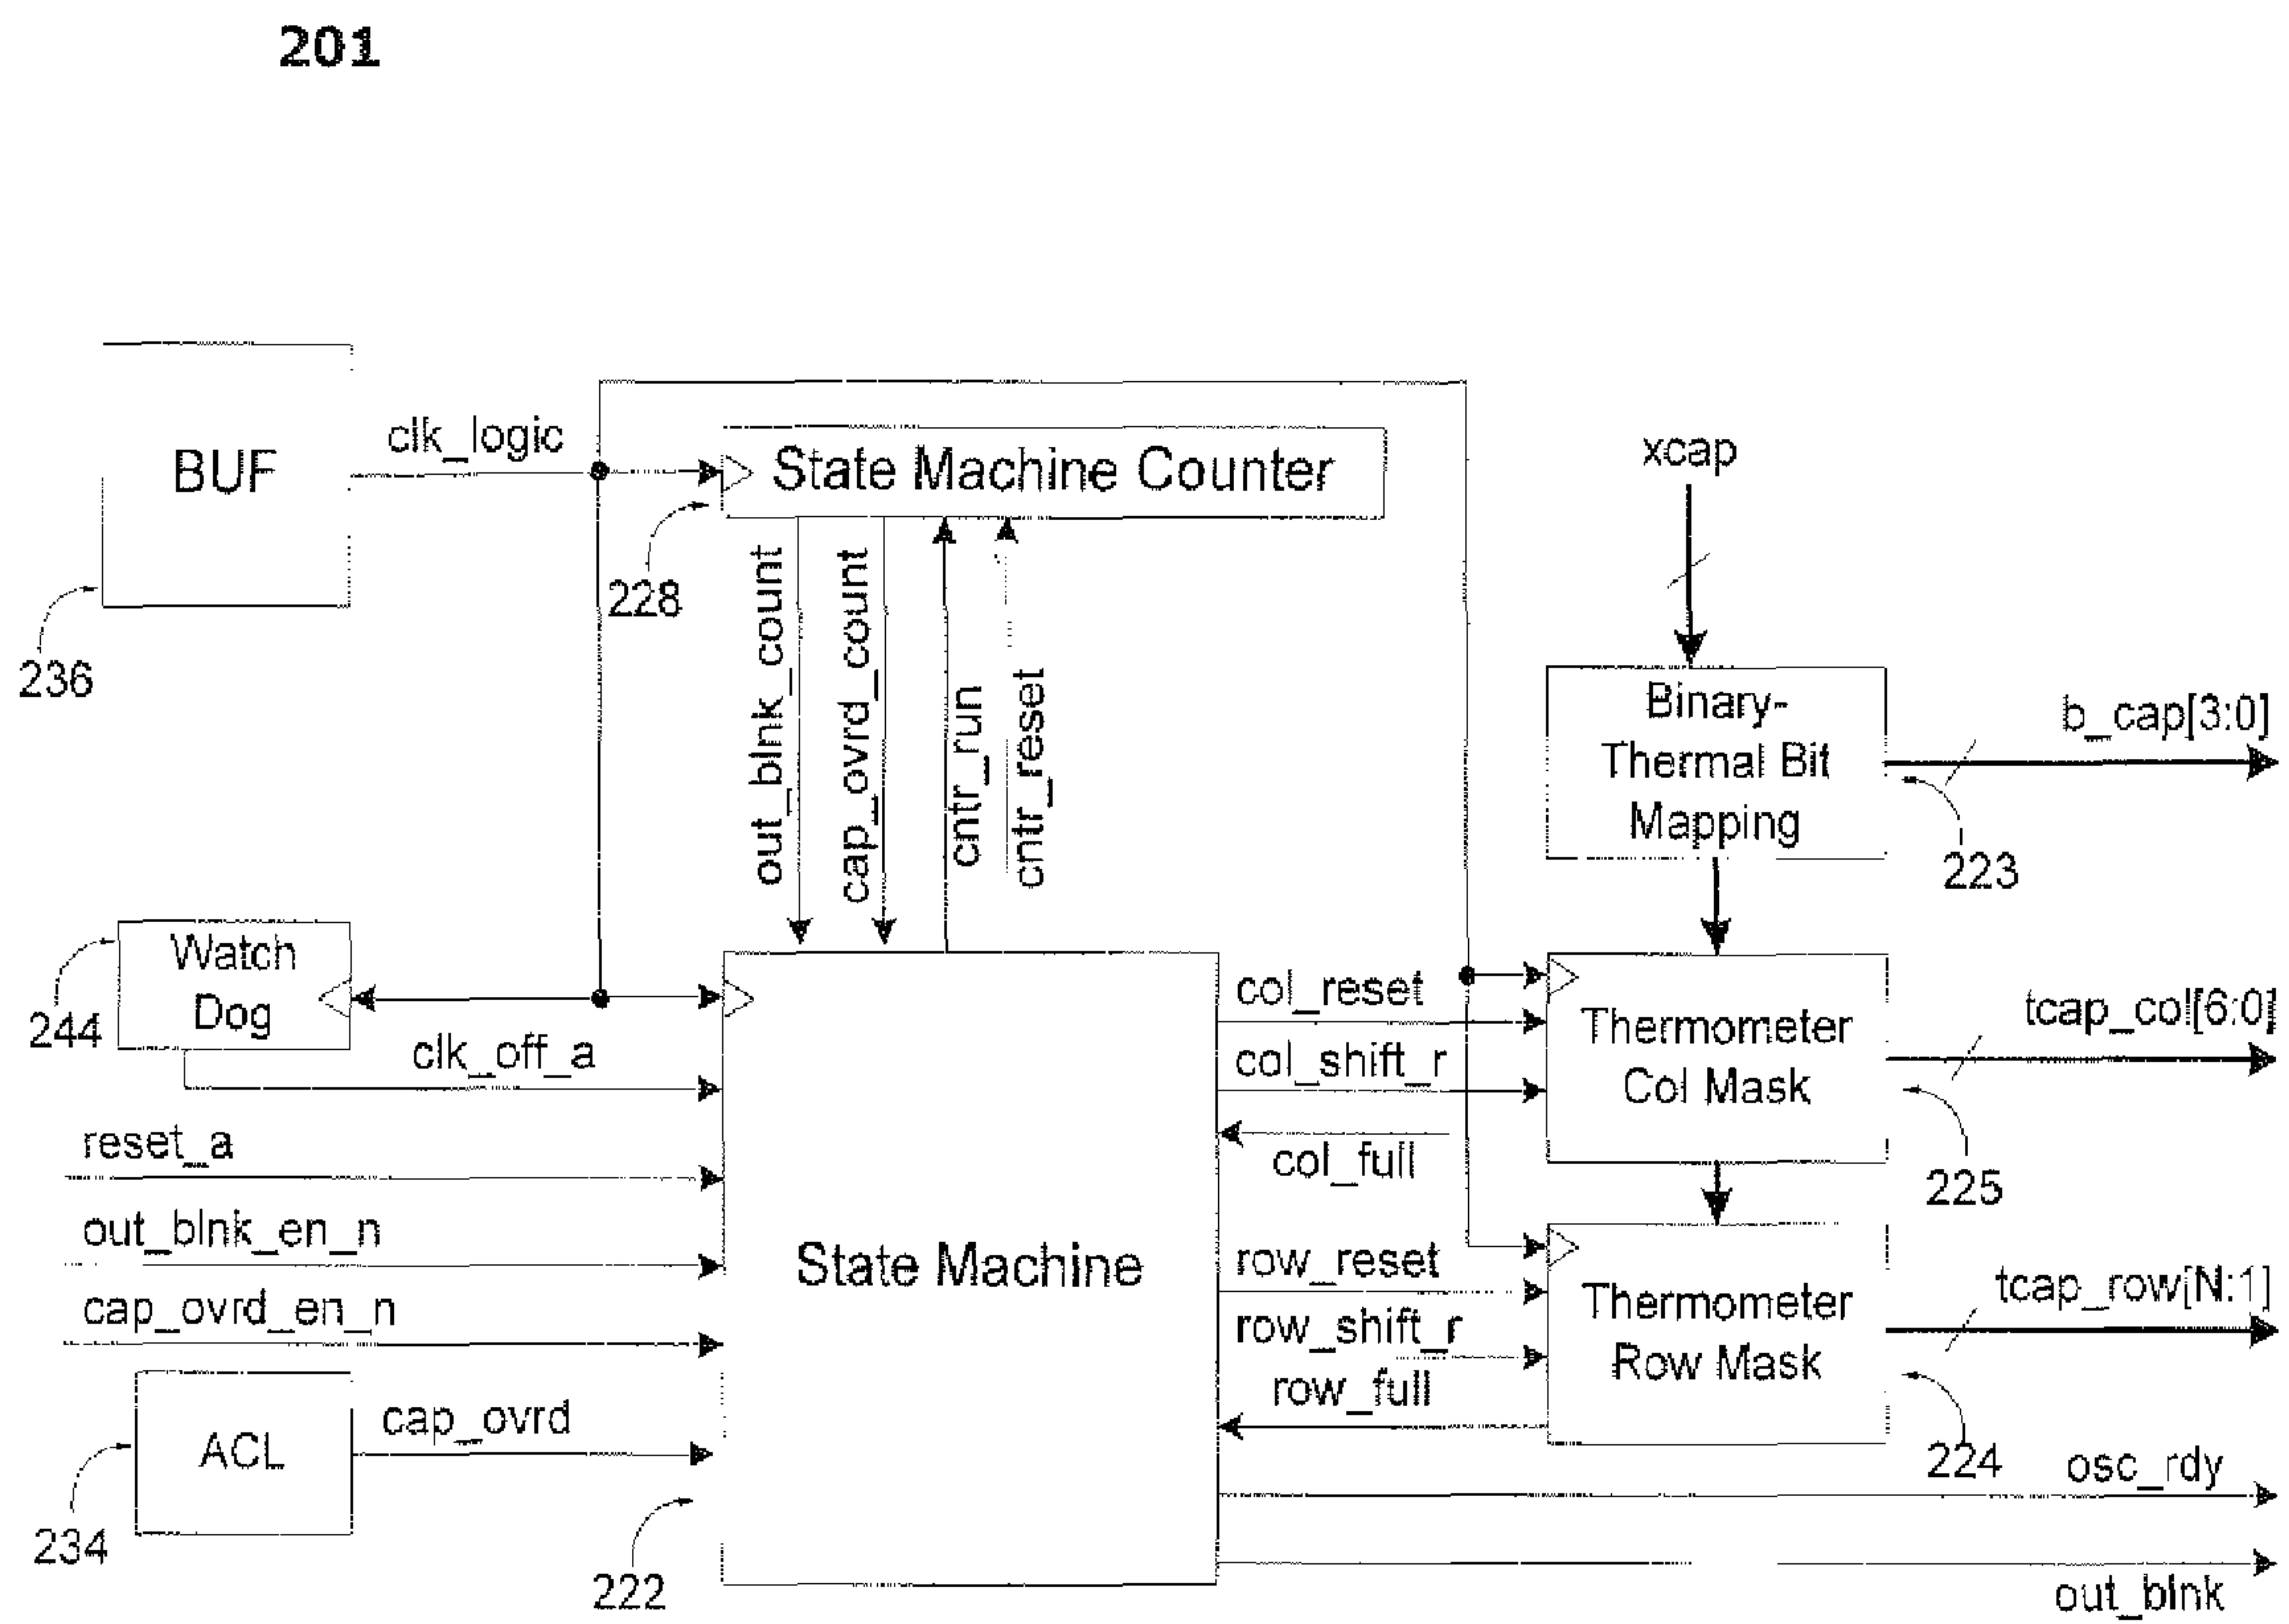 201
BUF
clk_logic
State Machine Counter
xcap
236
228
out_blnk_count
cap_ovrd_count
cntr_run
cntr_reset
Binary-
Thermal Bit
Mapping
b_cap[3:0]
223
Watch
Dog
244
clk_off_a
reset_a
out_blnk_en_n
cap_ovrd_en_n
ACL
cap_ovrd
234
222
State Machine
col_reset
col_shift_r
col_full
row_reset
row_shift_r
row_full
Thermometer
Col Mask
tcap_col[6:0]
225
Thermometer
Row Mask
tcap_row[N:1]
224
osc_rdy
out_blnk